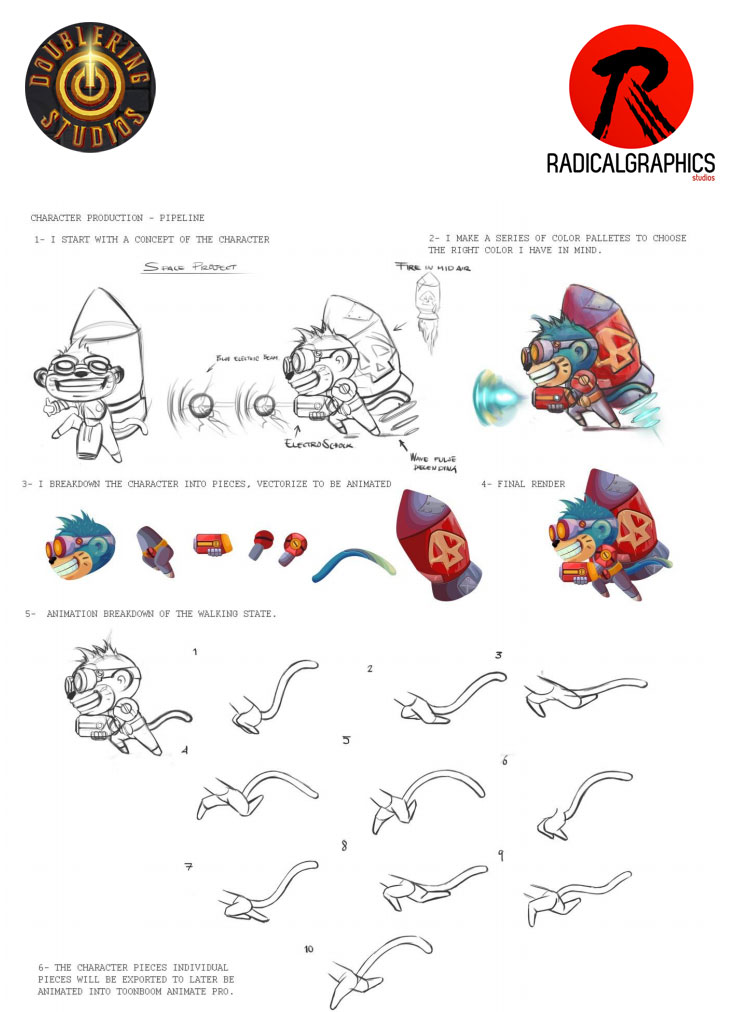 DOUBLERING
STUDIOS
RADICALGRAPHICS
studios
CHARACTER PRODUCTION - PIPELINE
1- I START WITH A CONCEPT OF THE CHARACTER
2- I MAKE A SERIES OF COLOR PALLETES TO CHOOSE
THE RIGHT COLOR I HAVE IN MIND.
SPACE PROJECT
FIRE IN MID AIR
BLUE ELECTRIC BEAM
ELECTROSHOCK
WAVE PULSE
DEPENDING
3- I BREAKDOWN THE CHARACTER INTO PIECES, VECTORIZE TO BE ANIMATED
4- FINAL RENDER
5- ANIMATION BREAKDOWN OF THE WALKING STATE.
1
2
3
4
5
6
7
8
9
10
6- THE CHARACTER PIECES INDIVIDUAL
PIECES WILL BE EXPORTED TO LATER BE
ANIMATED INTO TOONBOOM ANIMATE PRO.